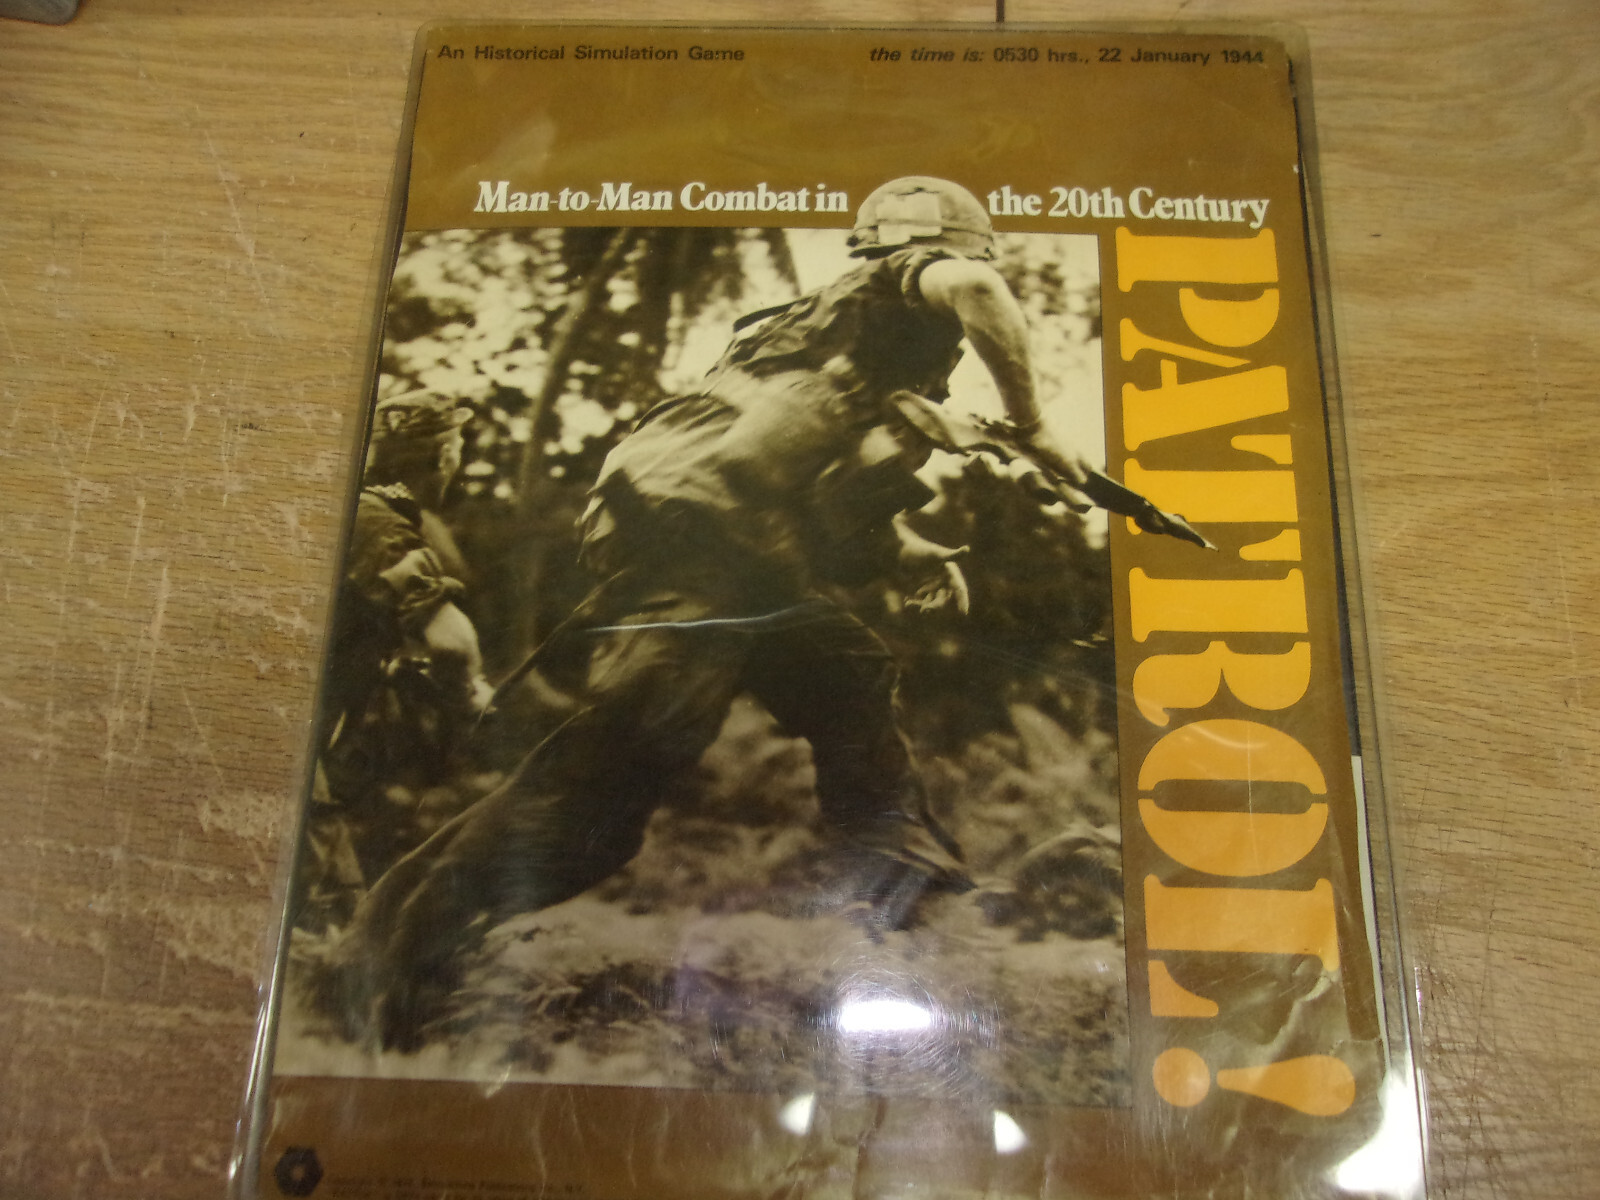 An Historical Simulation Game
the time is: 0530 hrs., 22 January 1944
Man-to-Man Combat in the 20th Century
PATROL!